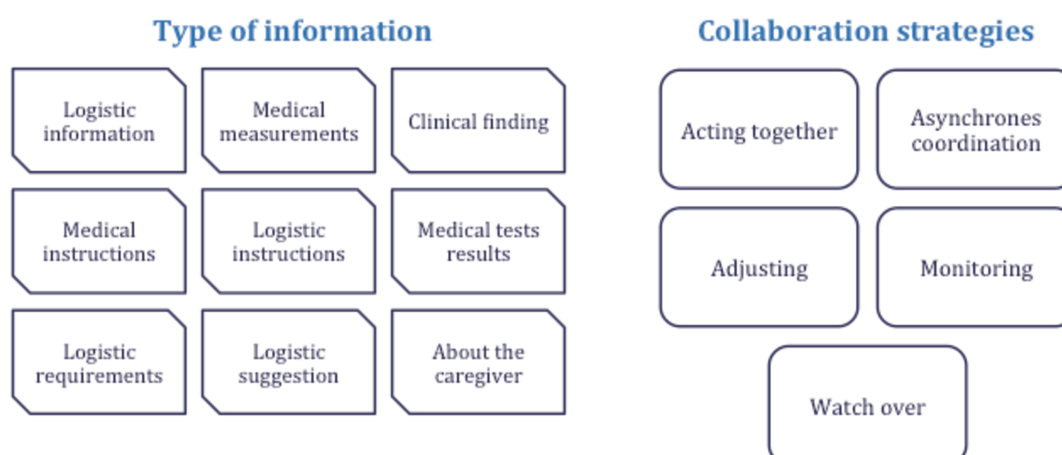 Type of information
Logistic
information
Medical
measurements
Clinical finding
Medical
instructions
Logistic
instructions
Medical tests
results
Logistic
requirements
Logistic
suggestion
About the
caregiver
Collaboration strategies
Acting together
Asynchrones
coordination
Adjusting
Monitoring
Watch over